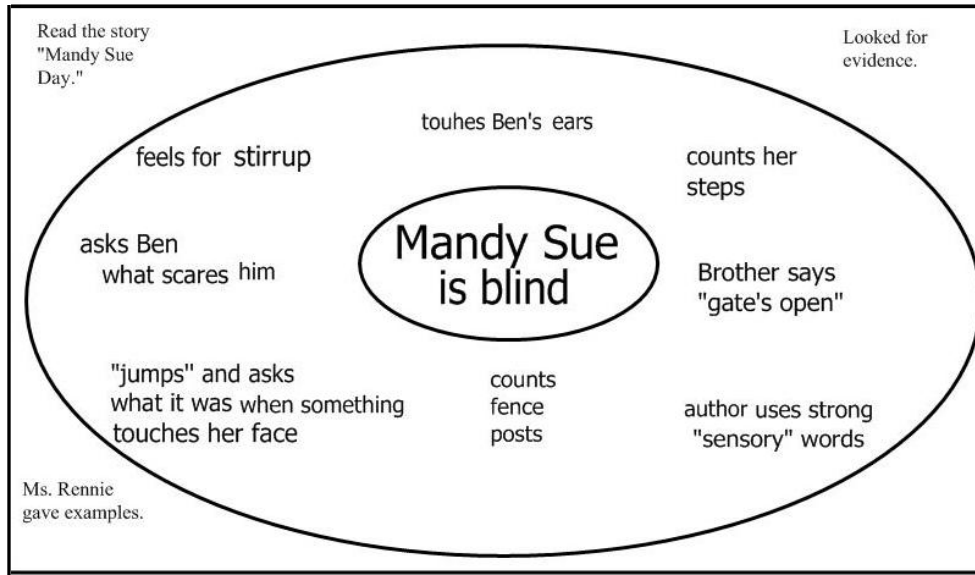 Read the story
"Mandy Sue
Day."
Looked for
evidence.
touhes Ben's ears
feels for stirrup
counts her
steps
asks Ben
what scares him
Mandy Sue
is blind
Brother says
"gate's open"
"jumps" and asks
what it was when something
touches her face
counts
fence
posts
author uses strong
"sensory" words
Ms. Rennie
gave examples.